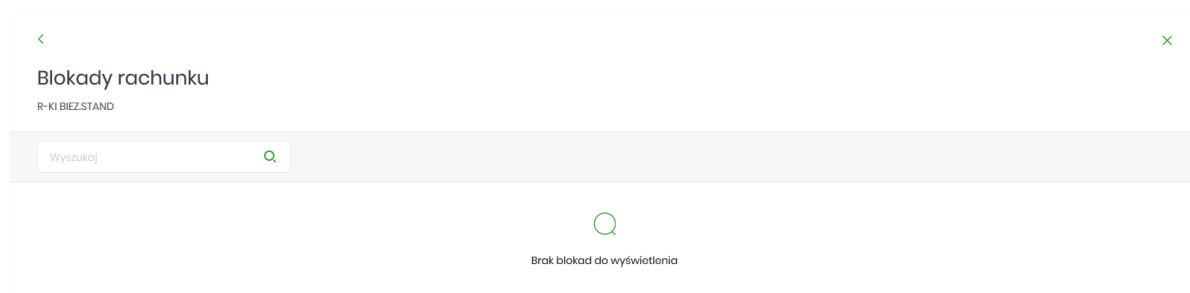 Blokady rachunku
R-KI BIEZ.STAND
Wyszukaj
Brak blokad do wyświetlenia